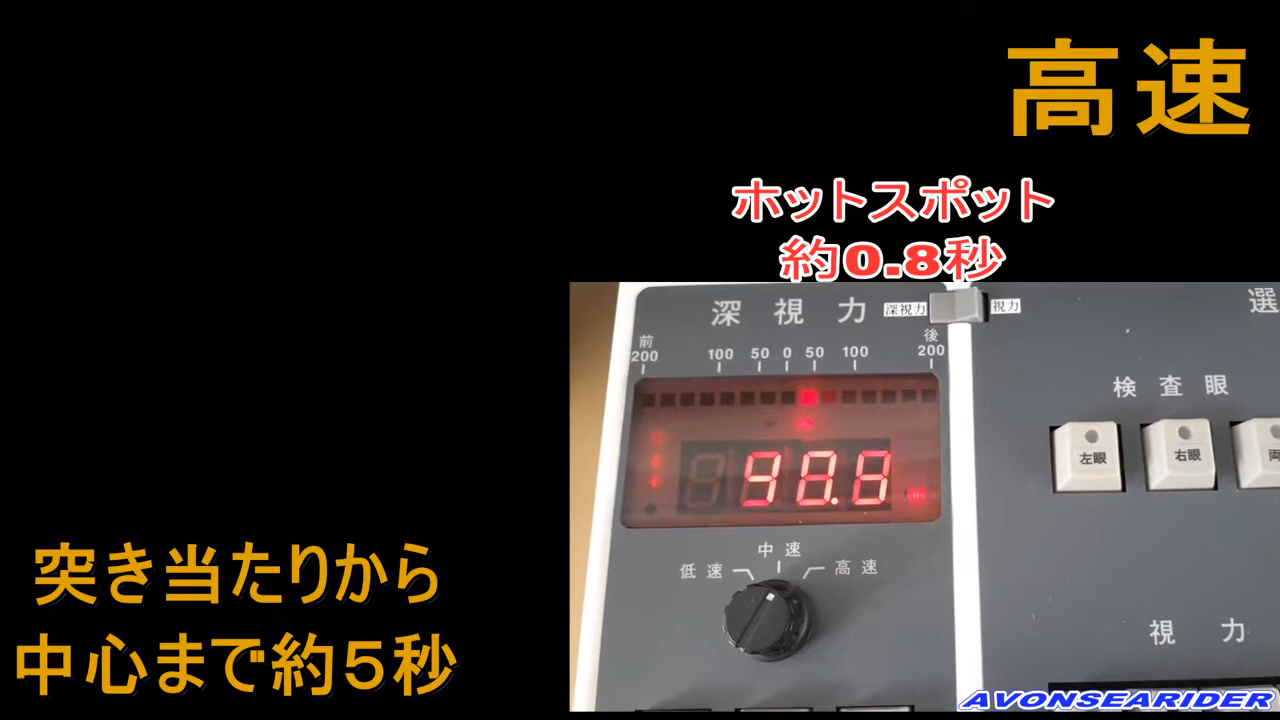 高速
ホットスポット
約0.8秒
深視力
深視力 視力
選
前 後
200 100 50 0 50 100 200
検査眼
左眼 右眼 両
中速
低速 高速
視力
突き当たりから
中心まで約5秒
AVONSEARIDER